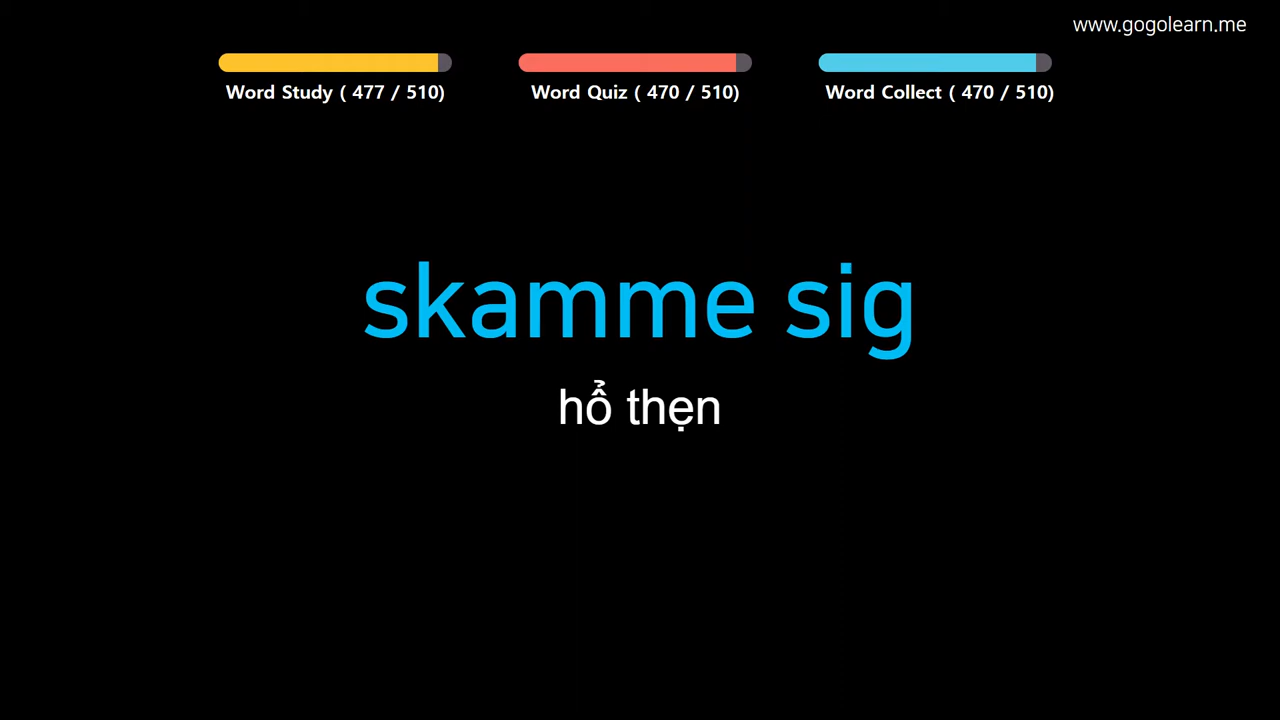 www.gogolearn.me
Word Study ( 477 / 510)
Word Quiz ( 470 / 510)
Word Collect ( 470 / 510)
skamme sig
hổ thẹn